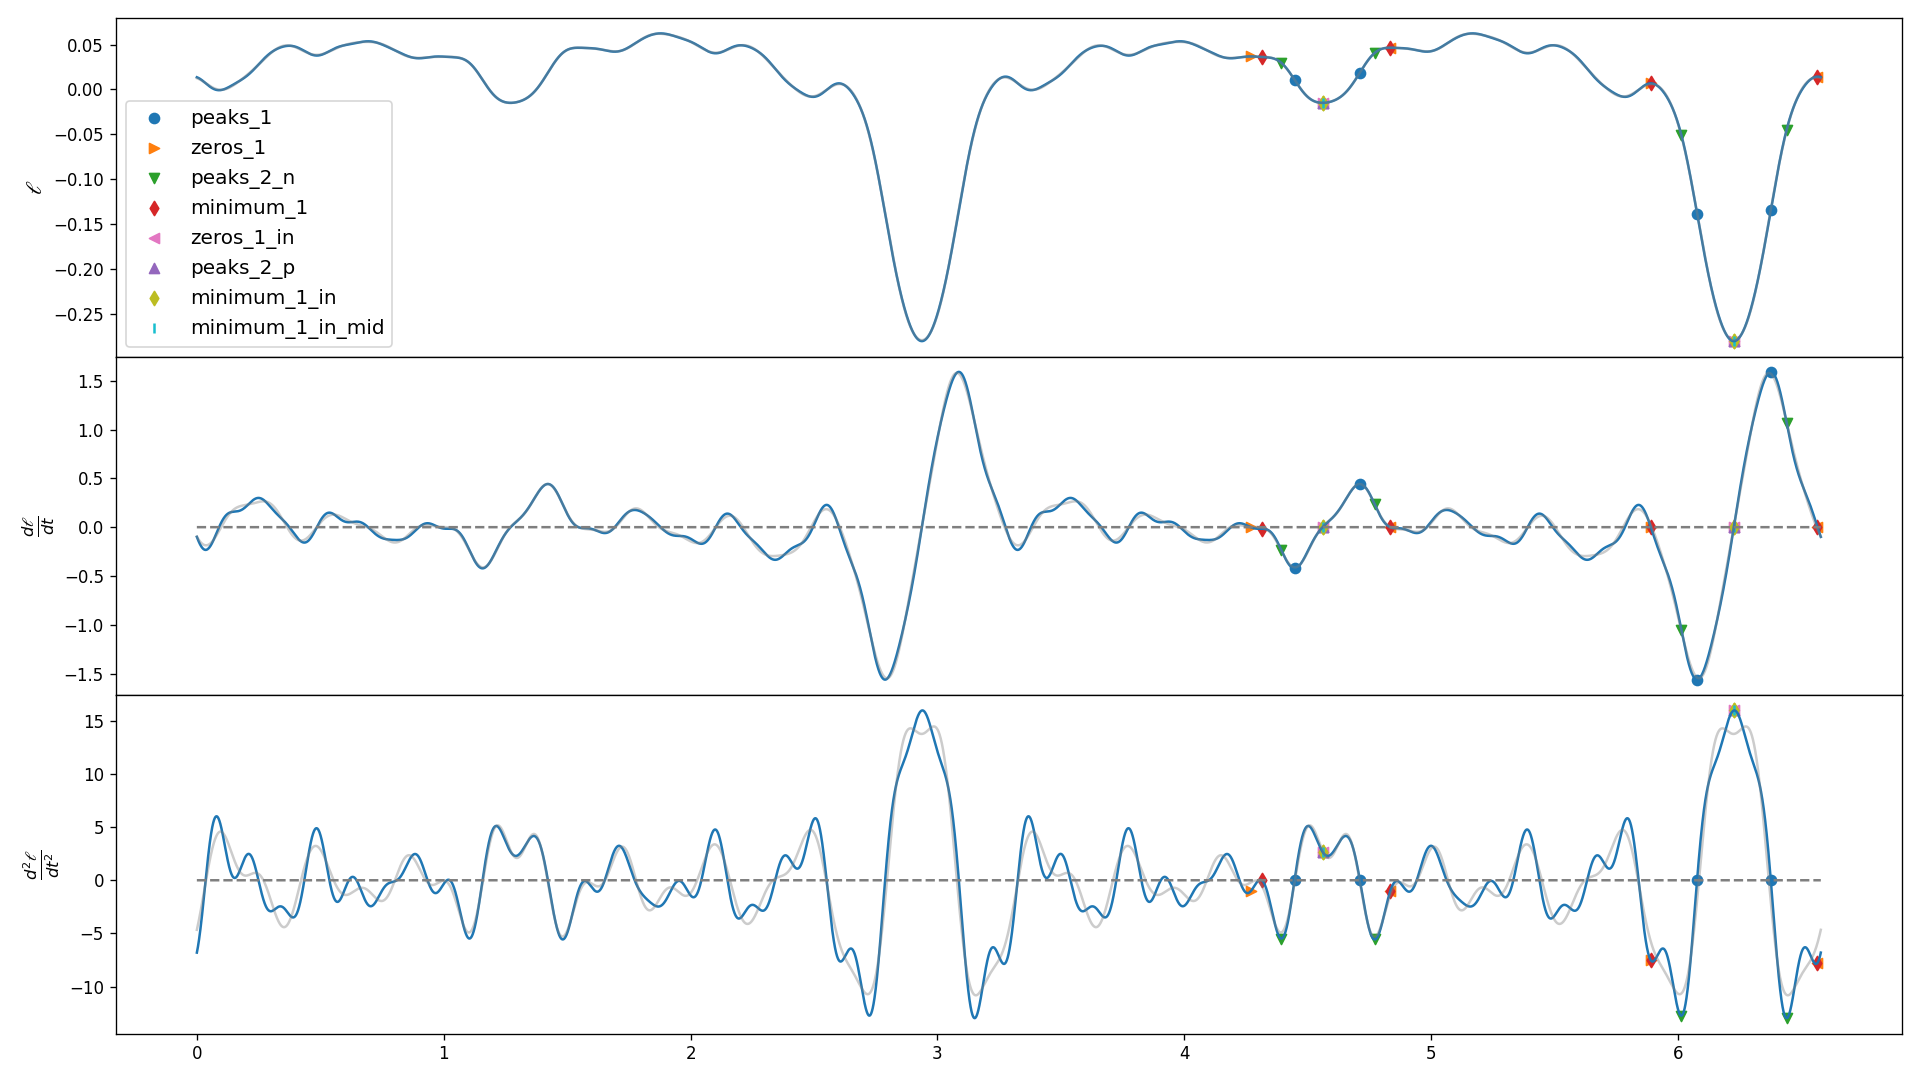 0.05
0.00
−0.05
−0.10
−0.15
−0.20
−0.25
ℓ
peaks_1
zeros_1
peaks_2_n
minimum_1
zeros_1_in
peaks_2_p
minimum_1_in
minimum_1_in_mid
1.5
1.0
0.5
0.0
−0.5
−1.0
−1.5
dℓ
dt
15
10
5
0
−5
−10
d²ℓ
dt²
0 1 2 3 4 5 6